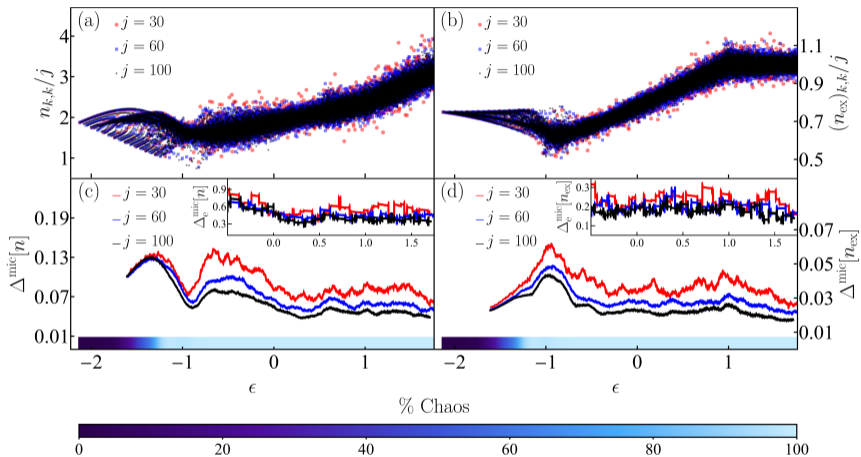 (a) j = 30
j = 60
j = 100
4
3
2
1
n_{k,k}/j
(b) j = 30
j = 60
j = 100
1.1
0.9
0.7
0.5
(n_{ex})_{k,k}/j
(c) j = 30
j = 60
j = 100
0.19
0.13
0.07
0.01
Δ^{mic}[n]
0.9
0.6
0.3
Δ_e^{mic}[n]
0.0 0.5 1.0 1.5
(d) j = 30
j = 60
j = 100
0.3
0.2
0.1
Δ_e^{mic}[n_{ex}]
0.0 0.5 1.0 1.5
0.07
0.05
0.03
0.01
Δ^{mic}[n_{ex}]
−2 −1 0 1
−2 −1 0 1
ϵ ϵ
% Chaos
0 20 40 60 80 100